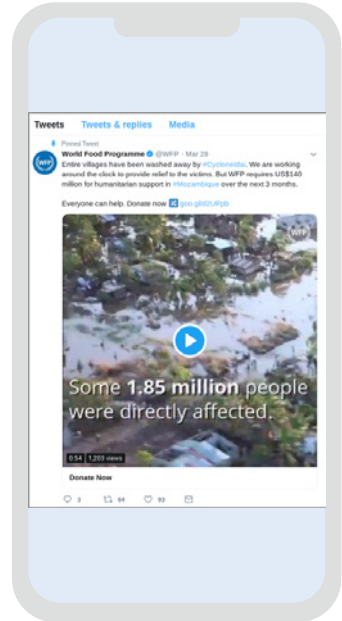 Tweets Tweets & replies Media
Pinned Tweet
World Food Programme @WFP · Mar 29
Entire villages have been washed away by #CycloneIdai. We are working
around the clock to provide relief to the victims. But WFP requires US$140
million for humanitarian support in #Mozambique over the next 3 months.
Everyone can help. Donate now
WFP
WFP
Some 1.85 million people
were directly affected.
0:54 1,203 views
Donate Now
3 64 93